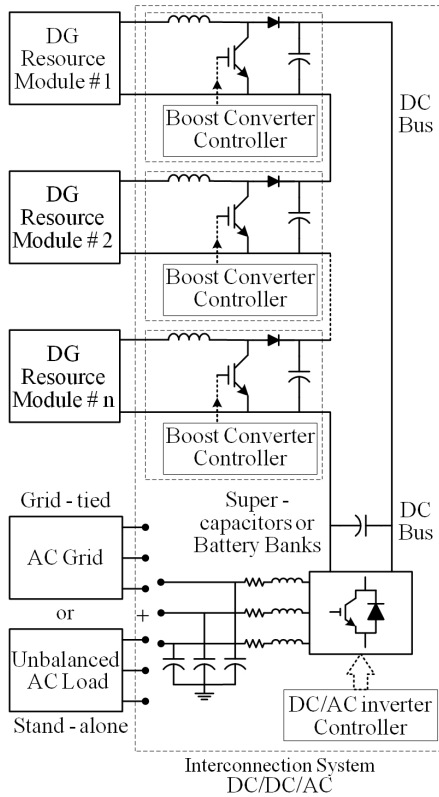 DG
Resource
Module # 1
Boost Converter
Controller
DC
Bus
DG
Resource
Module # 2
Boost Converter
Controller
DG
Resource
Module # n
Boost Converter
Controller
Grid - tied
AC Grid
or
Unbalanced
AC Load
Stand - alone
Super -
capacitors or
Battery Banks
DC
Bus
+
DC/AC inverter
Controller
Interconnection System
DC/DC/AC